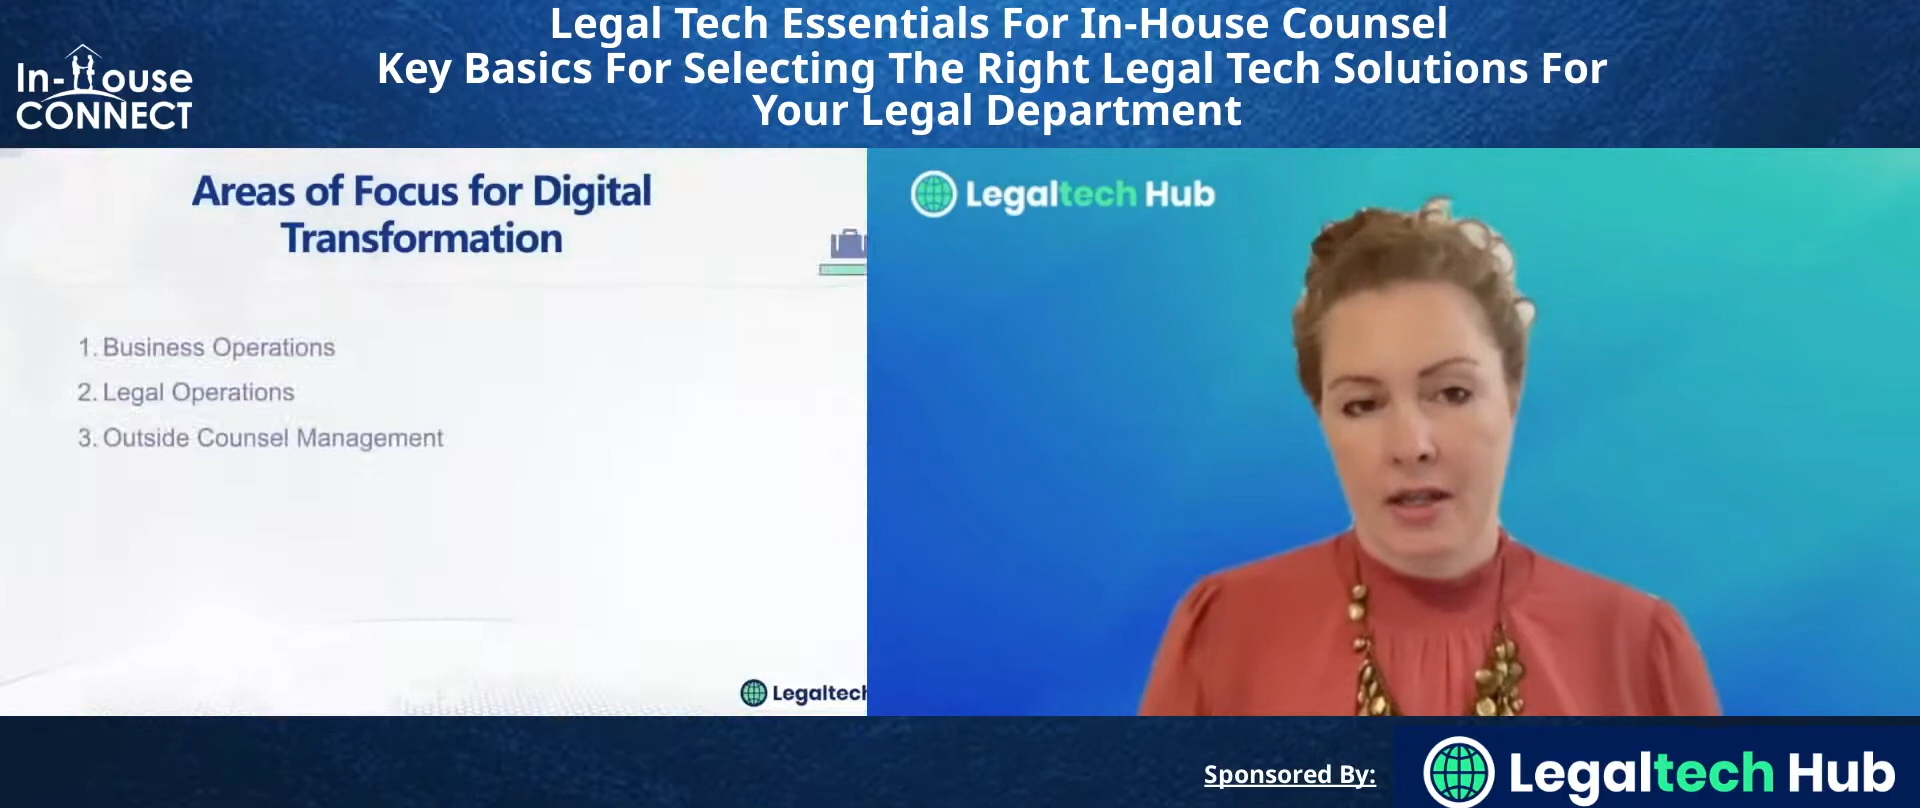 Legal Tech Essentials For In-House Counsel
Key Basics For Selecting The Right Legal Tech Solutions For
Your Legal Department
In-House
CONNECT
Areas of Focus for Digital
Transformation
1. Business Operations
2. Legal Operations
3. Outside Counsel Management
Legaltech
Legaltech Hub
Sponsored By:
Legaltech Hub